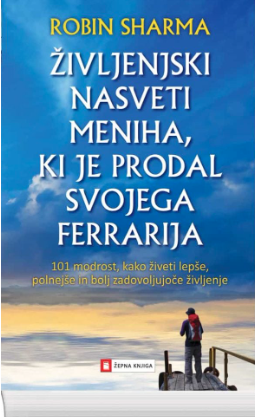 ROBIN SHARMA
ŽIVLJENJSKI
NASVETI
MENIHA,
KI JE PRODAL
SVOJEGA
FERRARIJA
101 modrost, kako živeti lepše,
polnejše in bolj zadovoljujoče življenje
ŽEPNA KNJIGA